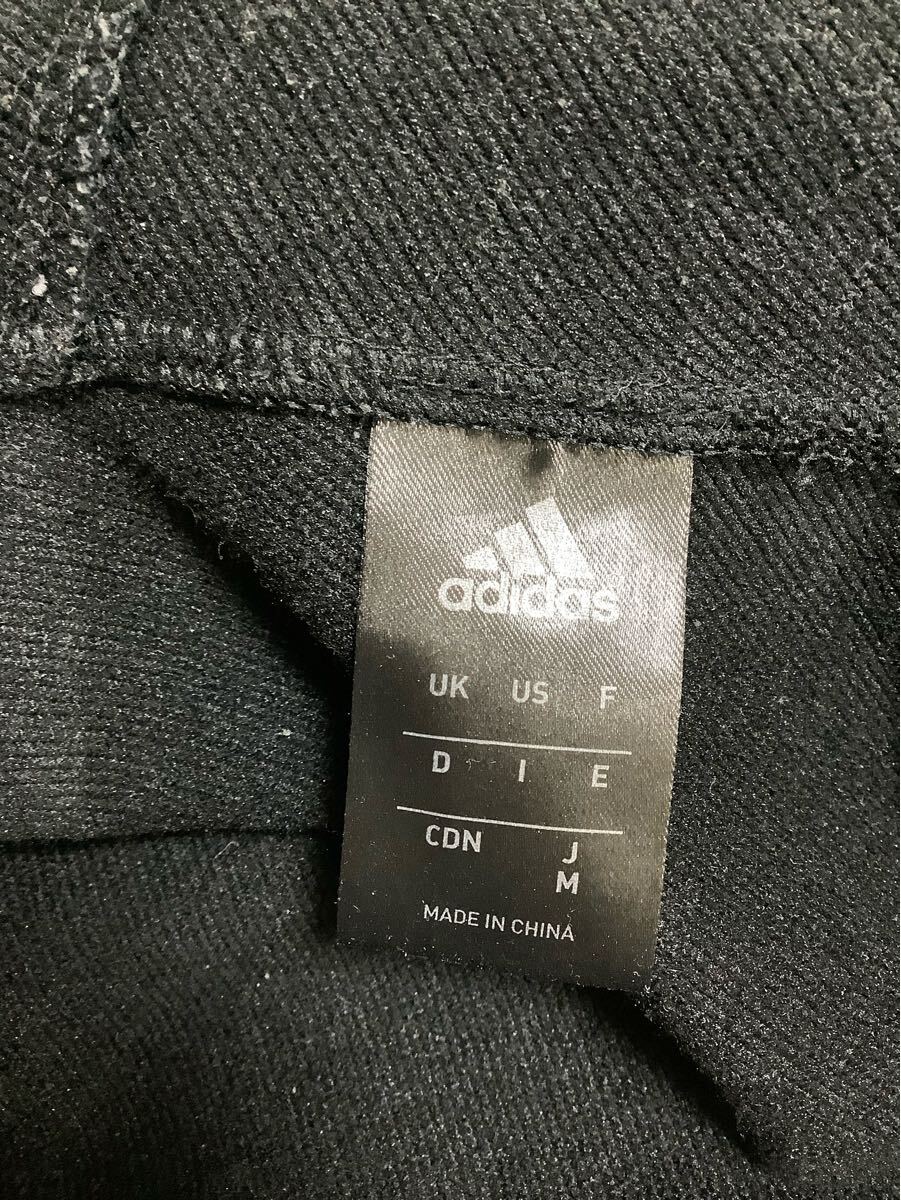 adidas
UK US F
D I E
CDN J
M
MADE IN CHINA